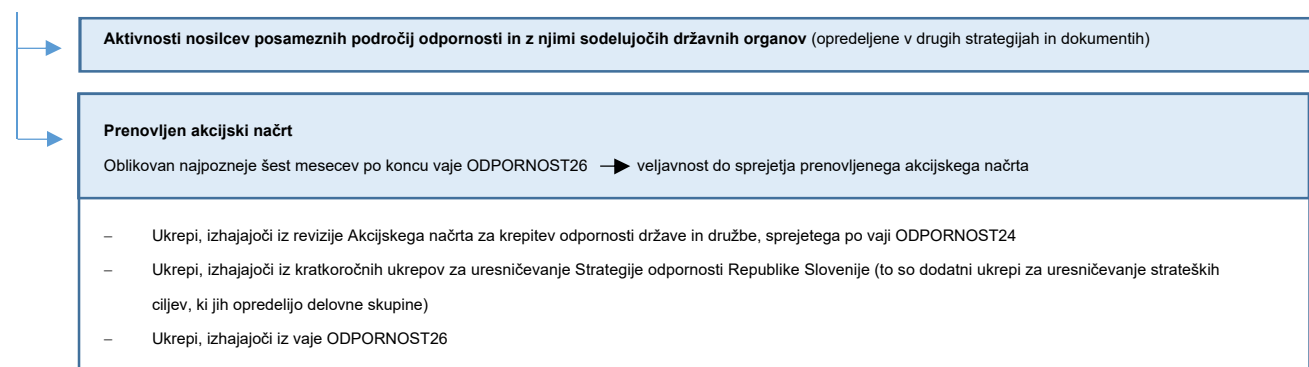 Aktivnosti nosilcev posameznih področij odpornosti in z njimi sodelujočih državnih organov (opredeljene v drugih strategijah in dokumentih)
Prenovljen akcijski načrt
Oblikovan najpozneje šest mesecev po koncu vaje ODPORNOST26 → veljavnost do sprejetja prenovljenega akcijskega načrta
– Ukrepi, izhajajoči iz revizije Akcijskega načrta za krepitev odpornosti države in družbe, sprejetega po vaji ODPORNOST24
– Ukrepi, izhajajoči iz kratkoročnih ukrepov za uresničevanje Strategije odpornosti Republike Slovenije (to so dodatni ukrepi za uresničevanje strateških
ciljev, ki jih opredelijo delovne skupine)
– Ukrepi, izhajajoči iz vaje ODPORNOST26